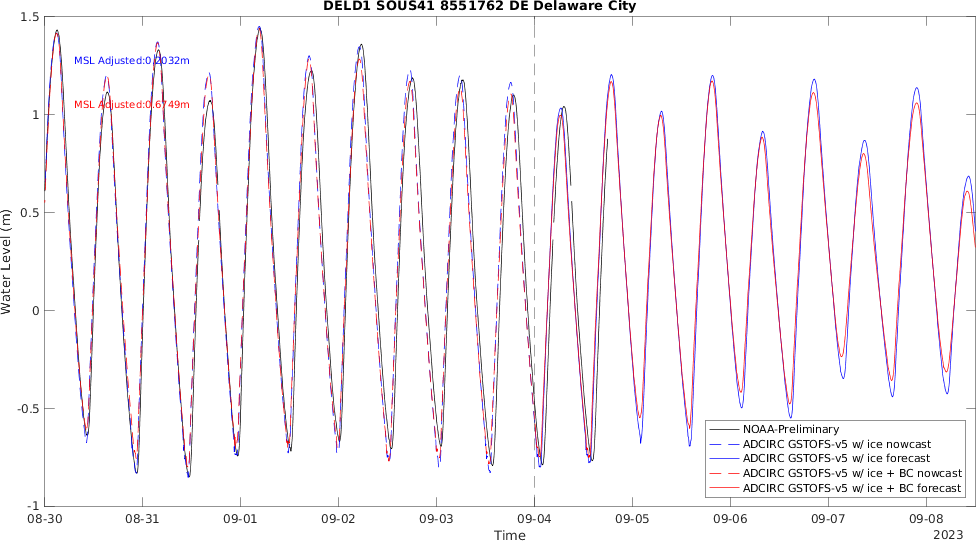 DELD1 SOUS41 8551762 DE Delaware City
1.5
1
0.5
0
-0.5
-1
Water Level (m)
MSL Adjusted:0.2032m
MSL Adjusted:0.6749m
NOAA-Preliminary
ADCIRC GSTOFS-v5 w/ ice nowcast
ADCIRC GSTOFS-v5 w/ ice forecast
ADCIRC GSTOFS-v5 w/ ice + BC nowcast
ADCIRC GSTOFS-v5 w/ ice + BC forecast
08-30 08-31 09-01 09-02 09-03 09-04 09-05 09-06 09-07 09-08
Time
2023